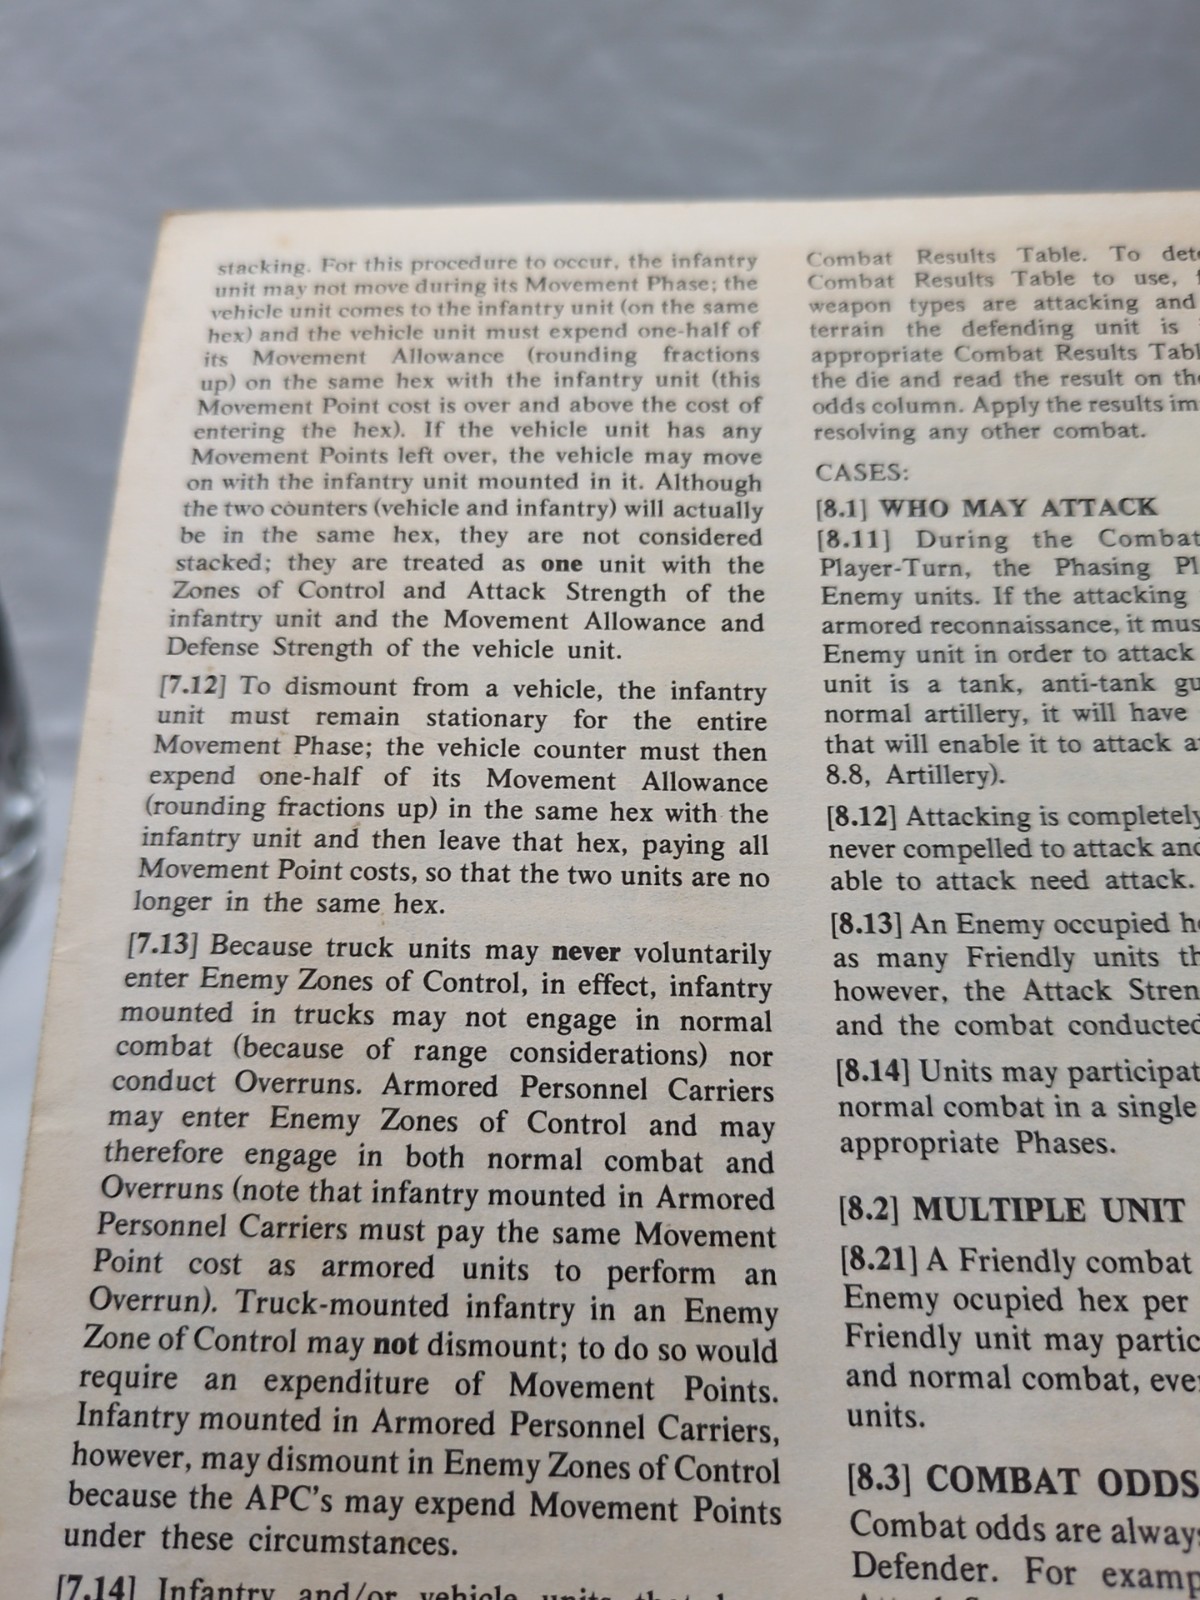 stacking. For this procedure to occur, the infantry
unit may not move during its Movement Phase; the
vehicle unit comes to the infantry unit (on the same
hex) and the vehicle unit must expend one-half of
its Movement Allowance (rounding fractions
up) on the same hex with the infantry unit (this
Movement Point cost is over and above the cost of
entering the hex). If the vehicle unit has any
Movement Points left over, the vehicle may move
on with the infantry unit mounted in it. Although
the two counters (vehicle and infantry) will actually
be in the same hex, they are not considered
stacked; they are treated as one unit with the
Zones of Control and Attack Strength of the
infantry unit and the Movement Allowance and
Defense Strength of the vehicle unit.
[7.12] To dismount from a vehicle, the infantry
unit must remain stationary for the entire
Movement Phase; the vehicle counter must then
expend one-half of its Movement Allowance
(rounding fractions up) in the same hex with the
infantry unit and then leave that hex, paying all
Movement Point costs, so that the two units are no
longer in the same hex.
[7.13] Because truck units may never voluntarily
enter Enemy Zones of Control, in effect, infantry
mounted in trucks may not engage in normal
combat (because of range considerations) nor
conduct Overruns. Armored Personnel Carriers
may enter Enemy Zones of Control and may
therefore engage in both normal combat and
Overruns (note that infantry mounted in Armored
Personnel Carriers must pay the same Movement
Point cost as armored units to perform an
Overrun). Truck-mounted infantry in an Enemy
Zone of Control may not dismount; to do so would
require an expenditure of Movement Points.
Infantry mounted in Armored Personnel Carriers,
however, may dismount in Enemy Zones of Control
because the APC's may expend Movement Points
under these circumstances.
[7.14] Infantry and/or vehicle units that
Combat Results Table. To
Combat Results Table to use,
weapon types are attacking and
terrain the defending unit is
appropriate Combat Results
the die and read the result on
odds column. Apply the results
resolving any other combat.
CASES:
[8.1] WHO MAY ATTACK
[8.11] During the Combat
Player-Turn, the Phasing
Enemy units. If the attacking
armored reconnaissance, it
Enemy unit in order to attack
unit is a tank, anti-tank
normal artillery, it will have
that will enable it to attack
8.8, Artillery).
[8.12] Attacking is completely
never compelled to attack
able to attack need attack.
[8.13] An Enemy occupied
as many Friendly units
however, the Attack
and the combat conducted
[8.14] Units may
normal combat in a single
appropriate Phases.
[8.2] MULTIPLE UNIT
[8.21] A Friendly combat
Enemy ocupied hex per
Friendly unit may
and normal combat,
units.
[8.3] COMBAT ODDS
Combat odds are
Defender. For